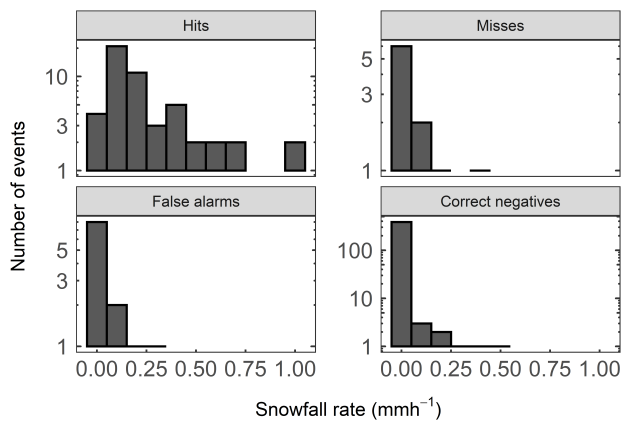 Hits
Misses
10
3
1
5
3
1
Number of events
False alarms
Correct negatives
5
3
1
100
10
1
0.00 0.25 0.50 0.75 1.00
0.00 0.25 0.50 0.75 1.00
Snowfall rate (mmh⁻¹)